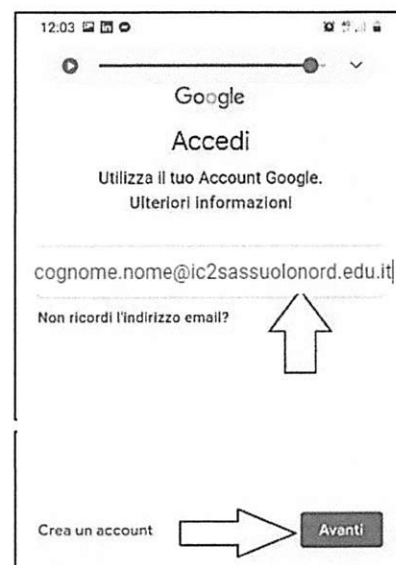 12:03
Google
Accedi
Utilizza il tuo Account Google.
Ulteriori informazioni
cognome.nome@ic2sassuolonord.edu.it
Non ricordi l'indirizzo email?
Crea un account
Avanti